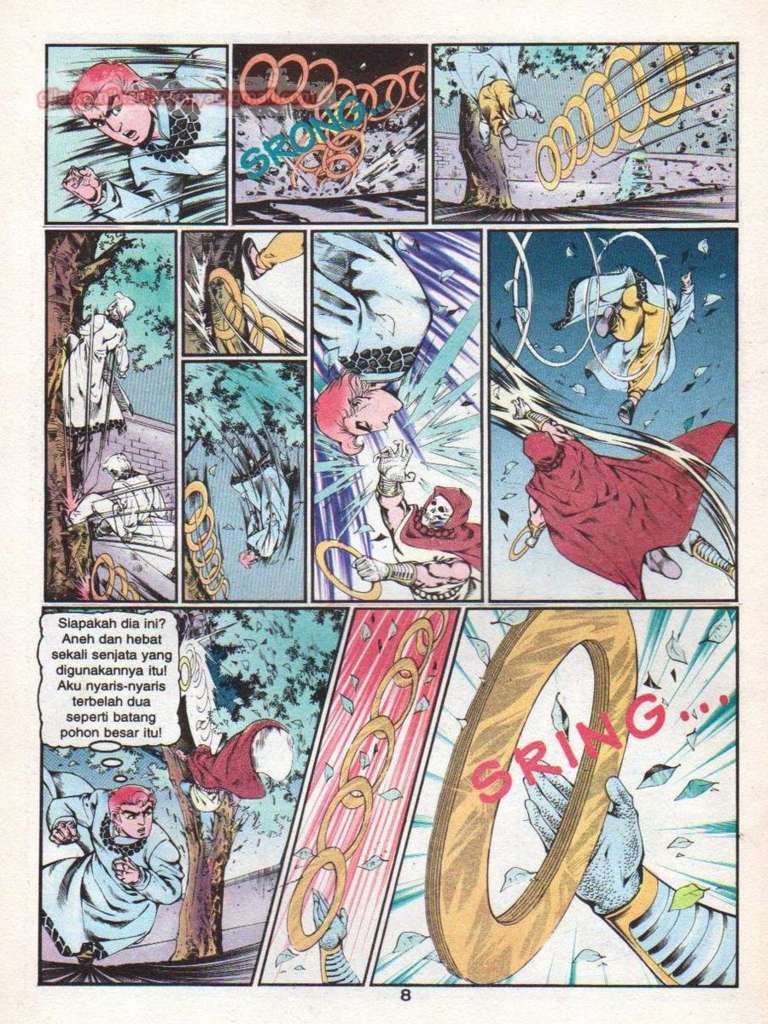 SRONG...
Siapakah dia ini?
Aneh dan hebat
sekali senjata yang
digunakannya itu!
Aku nyaris-nyaris
terbelah dua
seperti batang
pohon besar itu!
SRING...
8